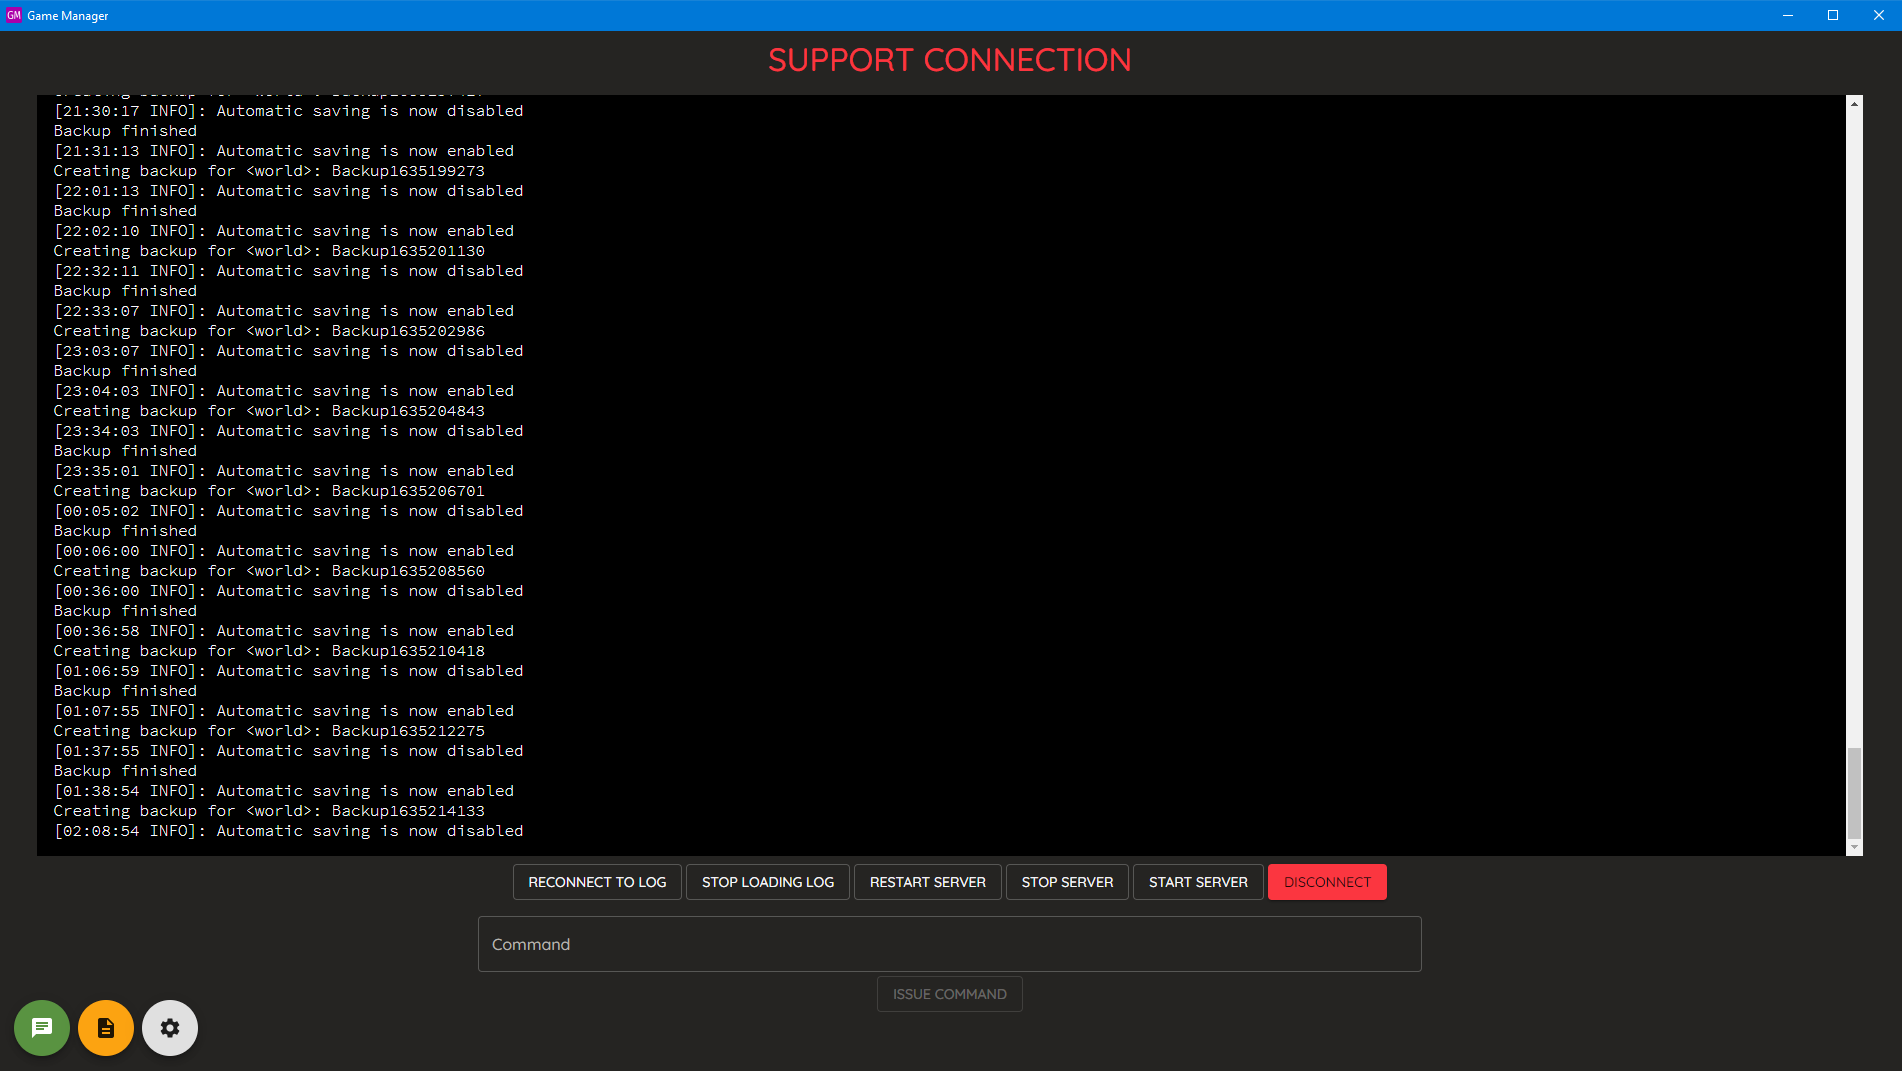 GM Game Manager
SUPPORT CONNECTION
[21:30:17 INFO]: Automatic saving is now disabled
Backup finished
[21:31:13 INFO]: Automatic saving is now enabled
Creating backup for <world>: Backup1635199273
[22:01:13 INFO]: Automatic saving is now disabled
Backup finished
[22:02:10 INFO]: Automatic saving is now enabled
Creating backup for <world>: Backup1635201130
[22:32:11 INFO]: Automatic saving is now disabled
Backup finished
[22:33:07 INFO]: Automatic saving is now enabled
Creating backup for <world>: Backup1635202986
[23:03:07 INFO]: Automatic saving is now disabled
Backup finished
[23:04:03 INFO]: Automatic saving is now enabled
Creating backup for <world>: Backup1635204843
[23:34:03 INFO]: Automatic saving is now disabled
Backup finished
[23:35:01 INFO]: Automatic saving is now enabled
Creating backup for <world>: Backup1635206701
[00:05:02 INFO]: Automatic saving is now disabled
Backup finished
[00:06:00 INFO]: Automatic saving is now enabled
Creating backup for <world>: Backup1635208560
[00:36:00 INFO]: Automatic saving is now disabled
Backup finished
[00:36:58 INFO]: Automatic saving is now enabled
Creating backup for <world>: Backup1635210418
[01:06:59 INFO]: Automatic saving is now disabled
Backup finished
[01:07:55 INFO]: Automatic saving is now enabled
Creating backup for <world>: Backup1635212275
[01:37:55 INFO]: Automatic saving is now disabled
Backup finished
[01:38:54 INFO]: Automatic saving is now enabled
Creating backup for <world>: Backup1635214133
[02:08:54 INFO]: Automatic saving is now disabled
RECONNECT TO LOG STOP LOADING LOG RESTART SERVER STOP SERVER START SERVER DISCONNECT
Command
ISSUE COMMAND